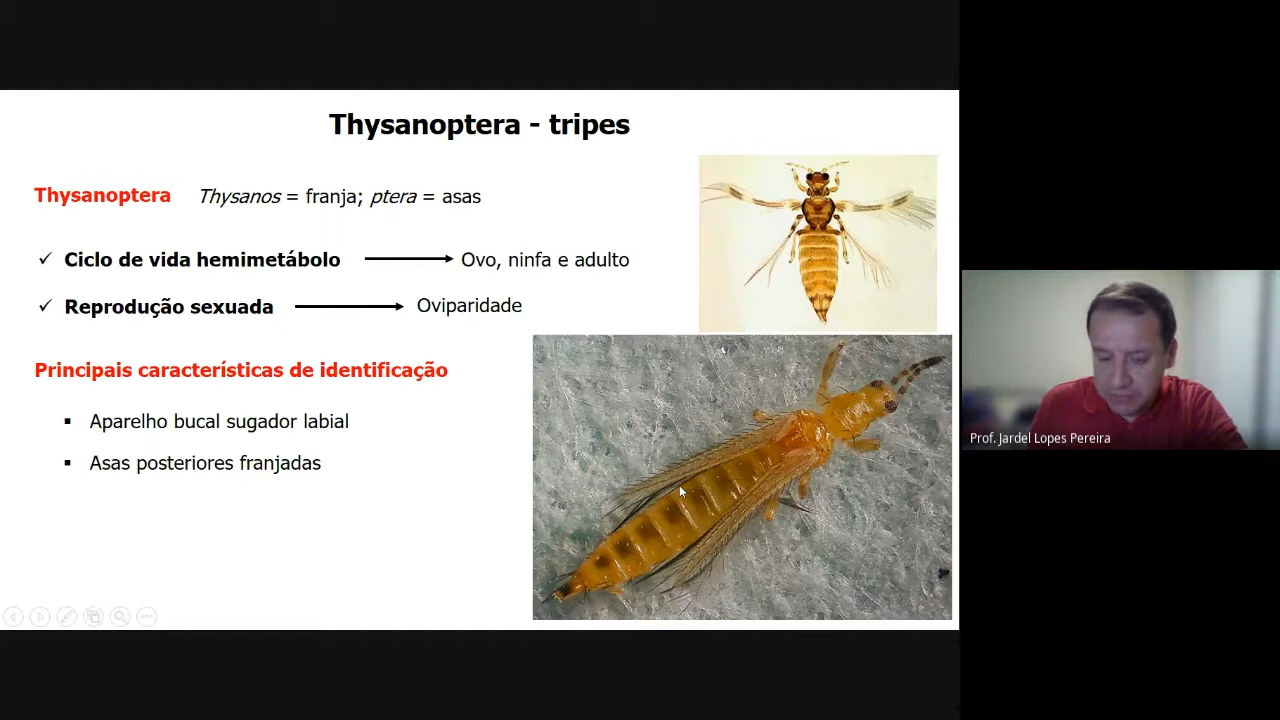 Thysanoptera - tripes
Thysanoptera Thysanos = franja; ptera = asas
✓ Ciclo de vida hemimetábolo Ovo, ninfa e adulto
✓ Reprodução sexuada Oviparidade
Principais características de identificação
▪ Aparelho bucal sugador labial
▪ Asas posteriores franjadas
Prof. Jardel Lopes Pereira